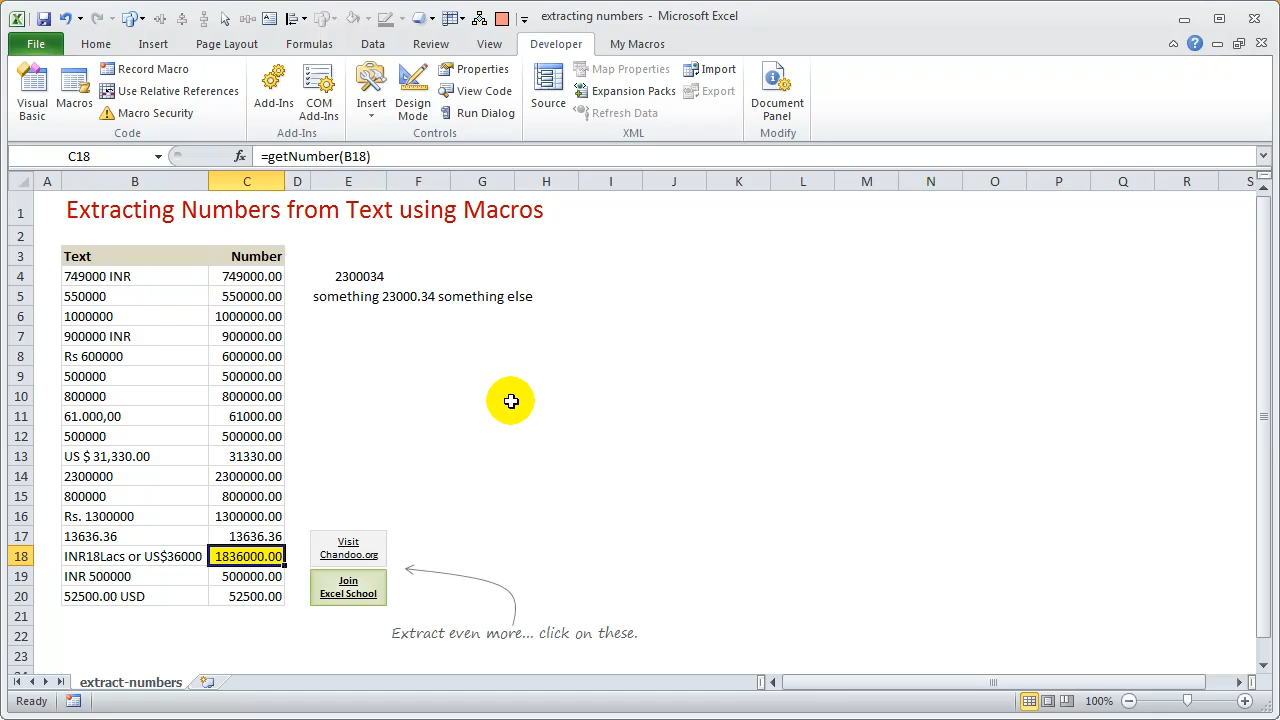 extracting numbers - Microsoft Excel
File Home Insert Page Layout Formulas Data Review View Developer My Macros
Visual Basic
Macros
Record Macro
Use Relative References
Macro Security
Code
Add-Ins
COM Add-Ins
Add-Ins
Insert
Design Mode
Properties
View Code
Run Dialog
Controls
Source
Map Properties
Expansion Packs
Refresh Data
Import
Export
XML
Document Panel
Modify
C18 fx =getNumber(B18)
A B C D E F G H I J K L M N O P Q R S
1 Extracting Numbers from Text using Macros
2
3 Text Number
4 749000 INR 749000.00 2300034
5 550000 550000.00 something 23000.34 something else
6 1000000 1000000.00
7 900000 INR 900000.00
8 Rs 600000 600000.00
9 500000 500000.00
10 800000 800000.00
11 61.000,00 61000.00
12 500000 500000.00
13 US $ 31,330.00 31330.00
14 2300000 2300000.00
15 800000 800000.00
16 Rs. 1300000 1300000.00
17 13636.36 13636.36
18 INR18Lacs or US$36000 1836000.00
19 INR 500000 500000.00
20 52500.00 USD 52500.00
21
22
23
Visit
Chandoo.org
Join
Excel School
Extract even more... click on these.
extract-numbers
Ready 100%